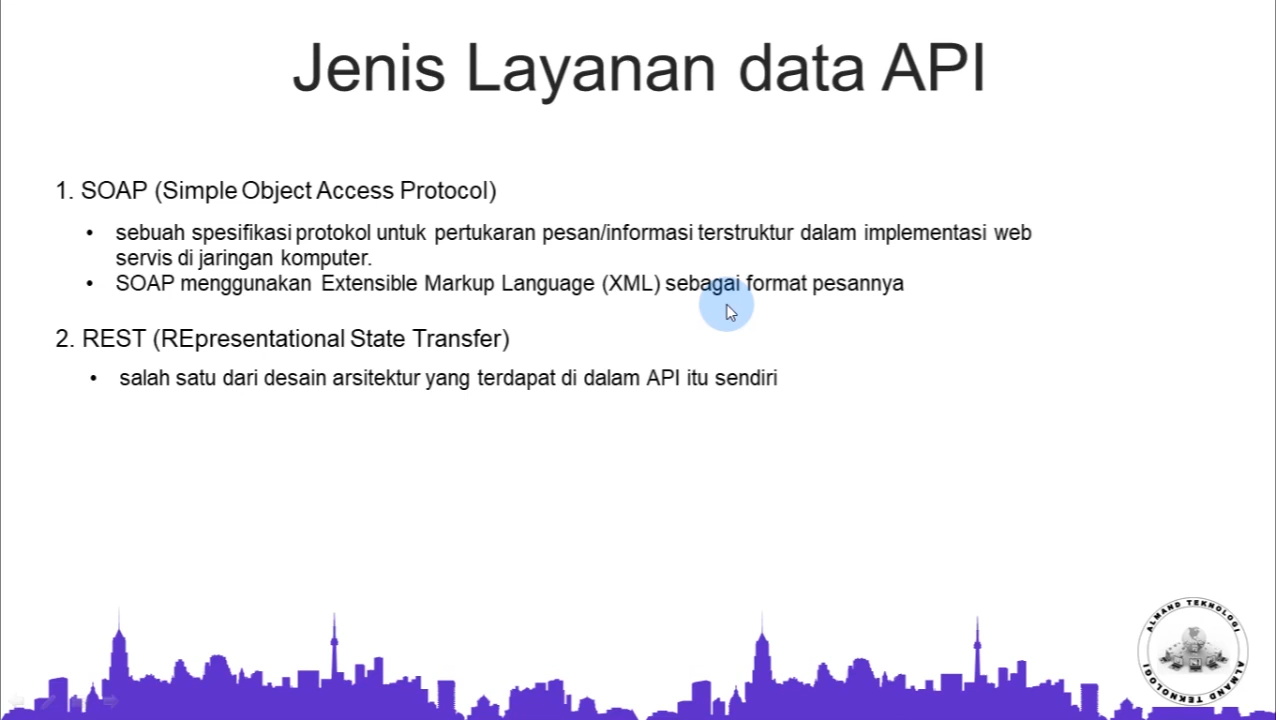 Jenis Layanan data API
1. SOAP (Simple Object Access Protocol)
• sebuah spesifikasi protokol untuk pertukaran pesan/informasi terstruktur dalam implementasi web
servis di jaringan komputer.
• SOAP menggunakan Extensible Markup Language (XML) sebagai format pesannya
2. REST (REpresentational State Transfer)
• salah satu dari desain arsitektur yang terdapat di dalam API itu sendiri
ALMAND TEKNOLOGI
ALMAND TEKNOLOGI